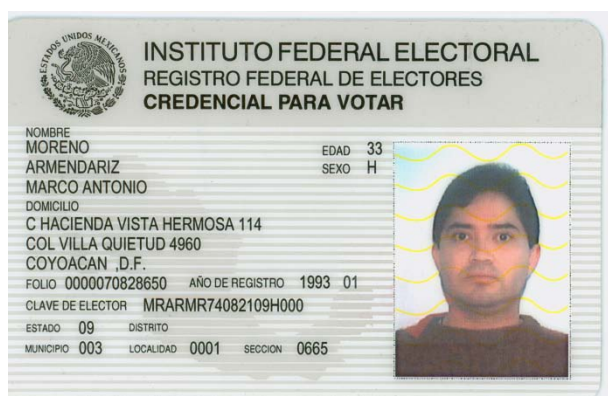 ESTADOS UNIDOS MEXICANOS
INSTITUTO FEDERAL ELECTORAL
REGISTRO FEDERAL DE ELECTORES
CREDENCIAL PARA VOTAR
NOMBRE
MORENO
EDAD 33
ARMENDARIZ
SEXO H
MARCO ANTONIO
DOMICILIO
C HACIENDA VISTA HERMOSA 114
COL VILLA QUIETUD 4960
COYOACAN ,D.F.
FOLIO 0000070828650 AÑO DE REGISTRO 1993 01
CLAVE DE ELECTOR MRARMR74082109H000
ESTADO 09 DISTRITO
MUNICIPIO 003 LOCALIDAD 0001 SECCION 0665